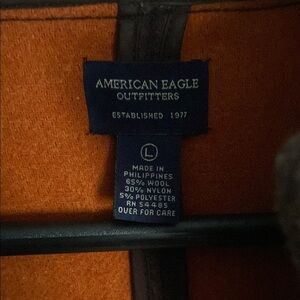 AMERICAN EAGLE
OUTFITTERS
ESTABLISHED 1977
L
MADE IN
PHILIPPINES
65% WOOL
30% NYLON
5% POLYESTER
RN 54485
OVER FOR CARE